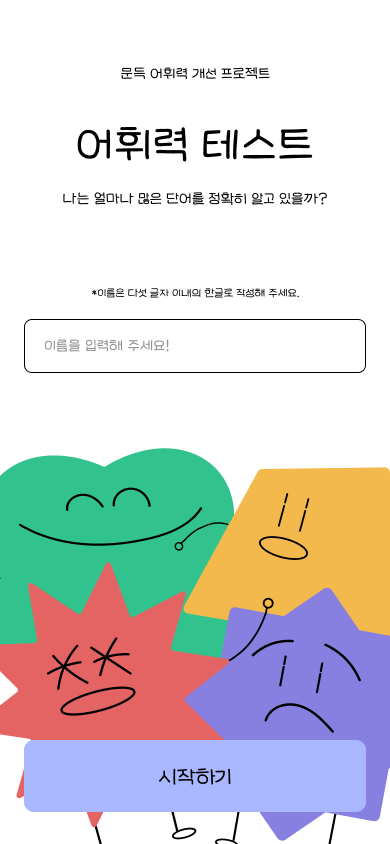 문득 어휘력 개선 프로젝트
어휘력 테스트
나는 얼마나 많은 단어를 정확히 알고 있을까?
*이름은 다섯 글자 이내의 한글로 작성해 주세요.
이름을 입력해 주세요!
시작하기